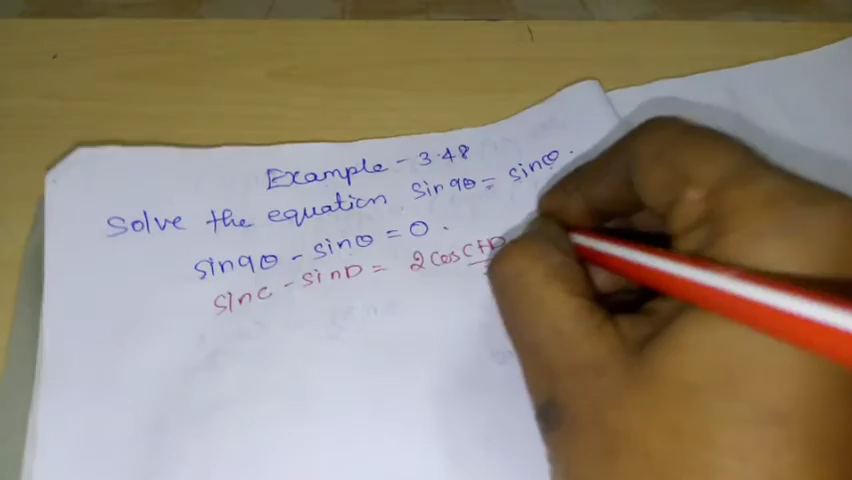 Example - 3.48
Solve the equation sin9θ = sinθ.
sin9θ - sinθ = 0.
sinC - sinD = 2cos C+D